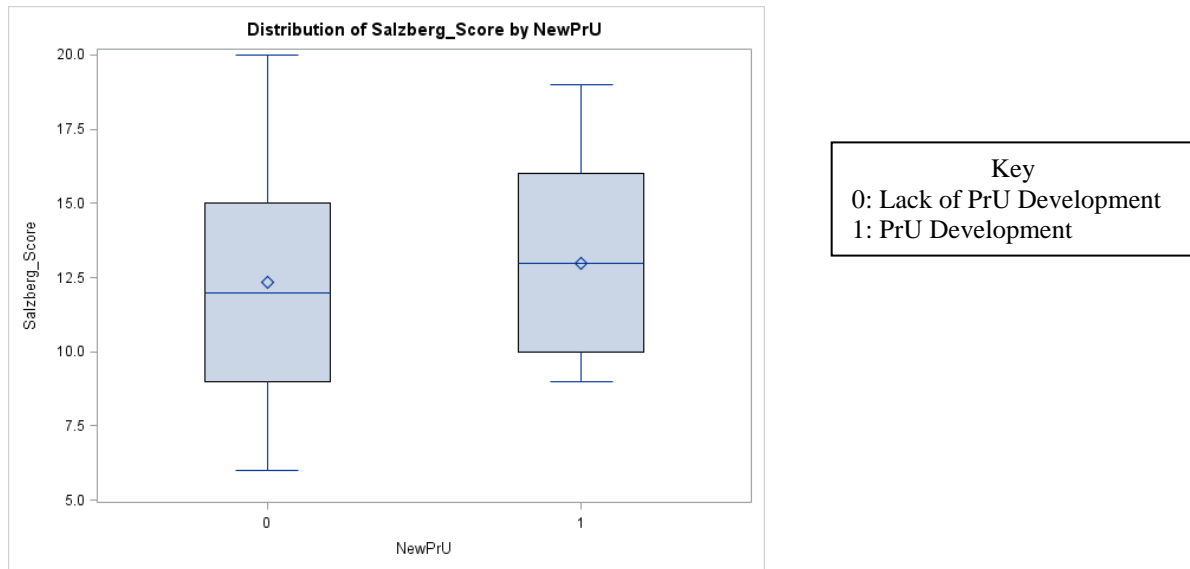 Distribution of Salzberg_Score by NewPrU
20.0
17.5
15.0
12.5
10.0
7.5
5.0
Salzberg_Score
0
1
NewPrU
Key
0: Lack of PrU Development
1: PrU Development